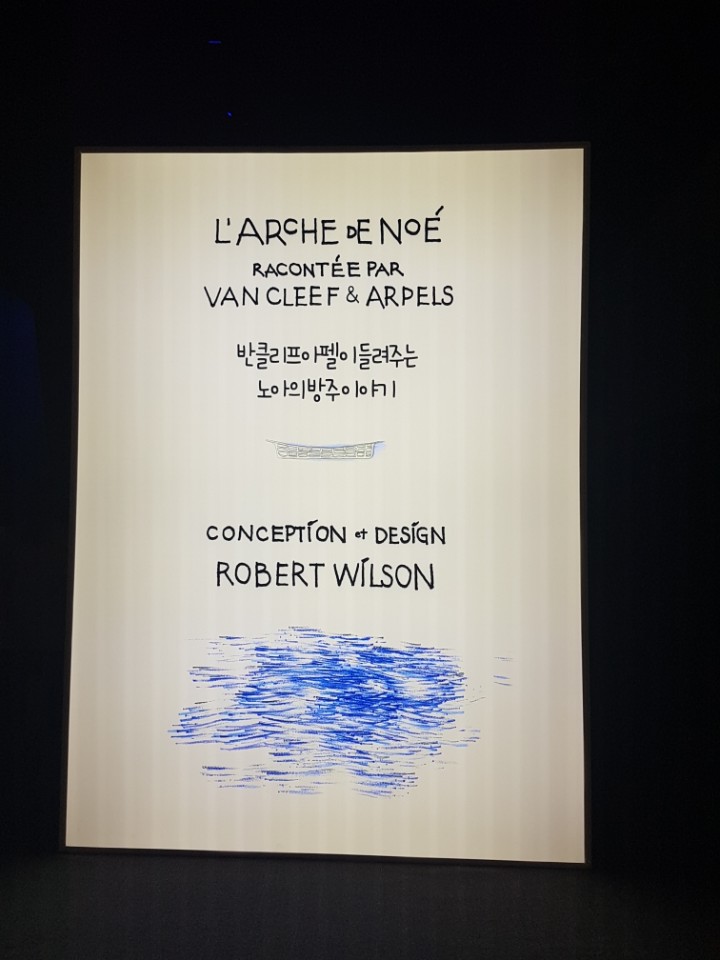 L'ARCHE DE NOÉ
RACONTÉE PAR
VAN CLEEF & ARPELS
반클리프아펠이들려주는
노아의방주이야기
CONCEPTION et DESIGN
ROBERT WILSON